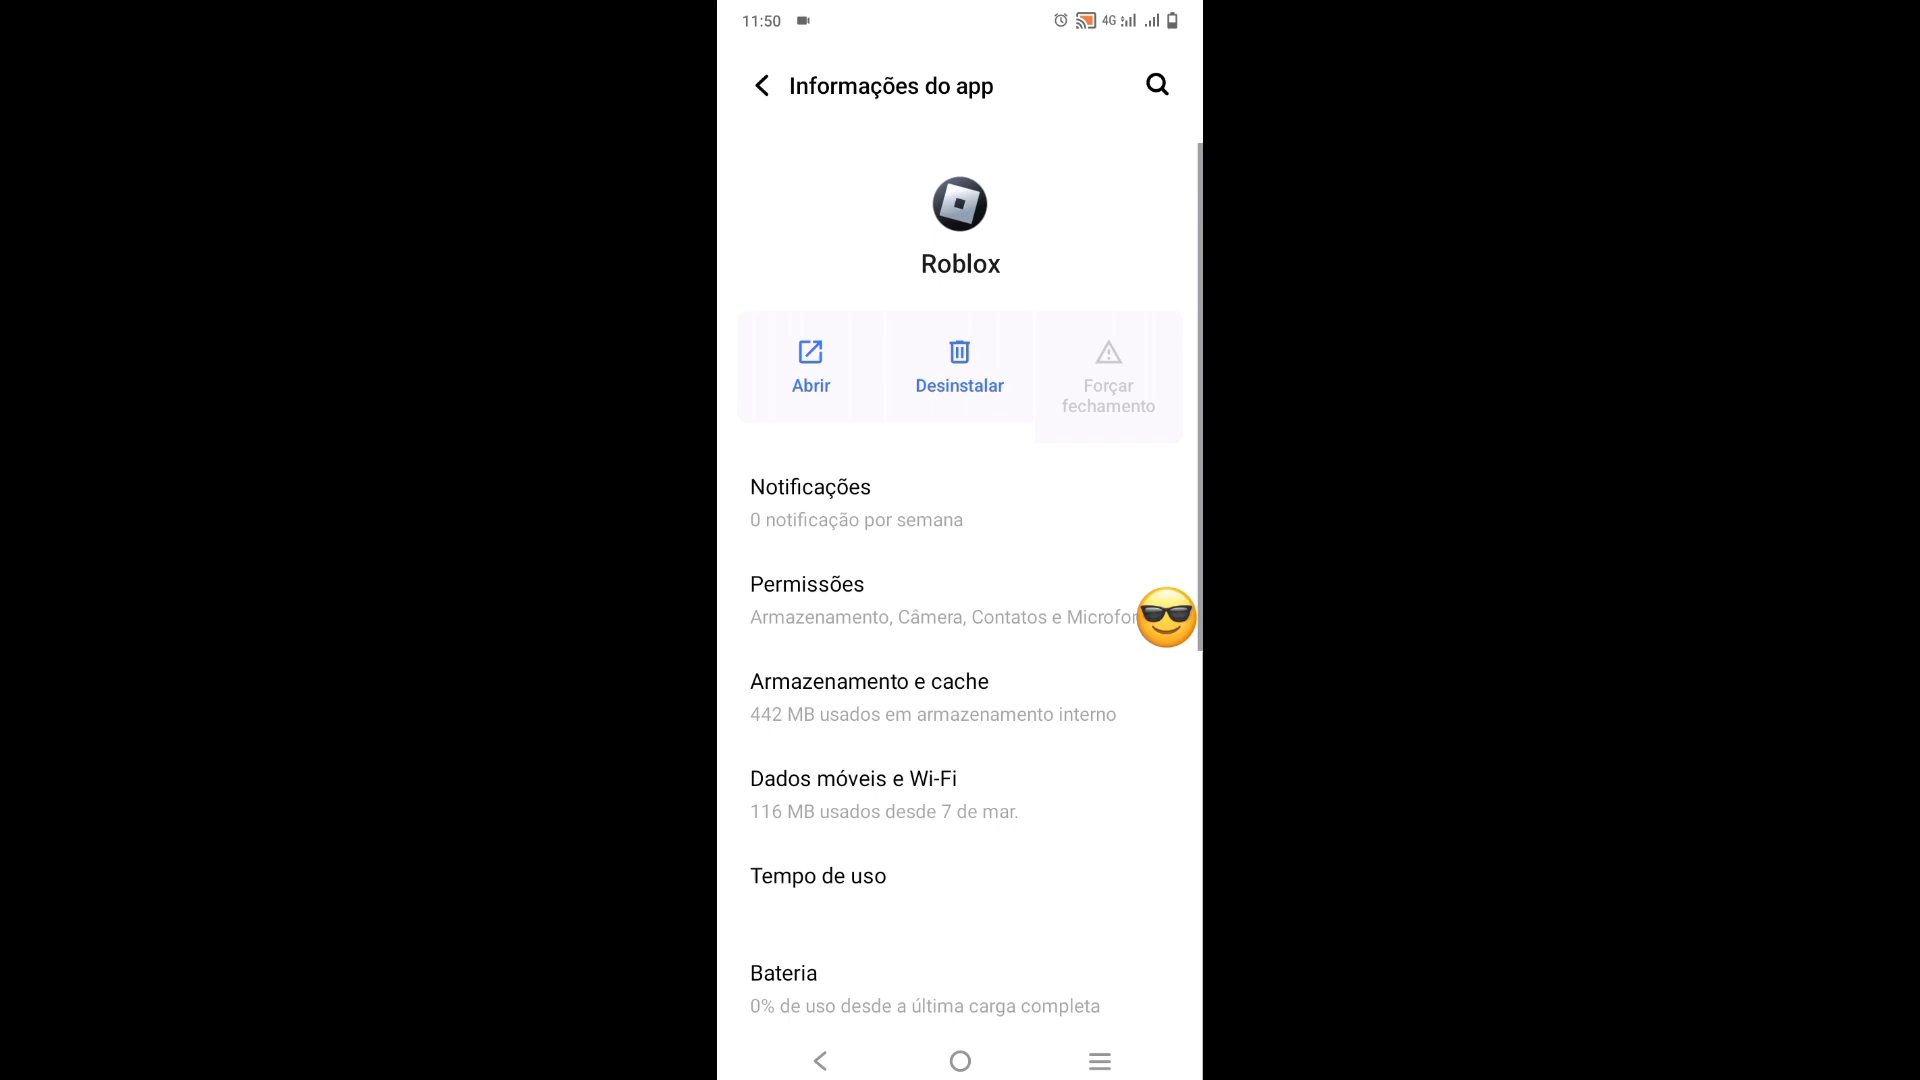 11:50
4G
Informações do app
Roblox
Abrir
Desinstalar
Forçar
fechamento
Notificações
0 notificação por semana
Permissões
Armazenamento, Câmera, Contatos e Microfor
Armazenamento e cache
442 MB usados em armazenamento interno
Dados móveis e Wi-Fi
116 MB usados desde 7 de mar.
Tempo de uso
Bateria
0% de uso desde a última carga completa